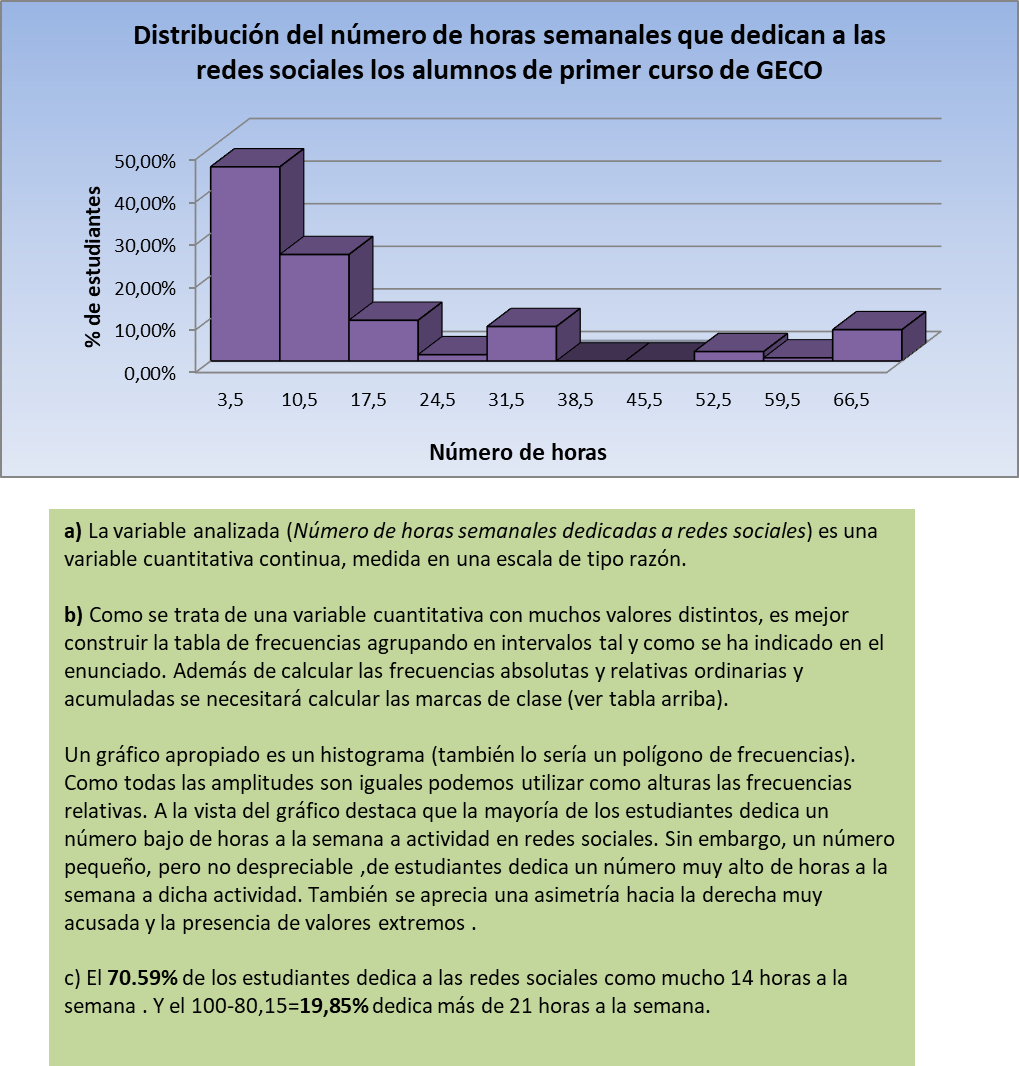 Distribución del número de horas semanales que dedican a las
redes sociales los alumnos de primer curso de GECO
% de estudiantes
50,00%
40,00%
30,00%
20,00%
10,00%
0,00%
3,5 10,5 17,5 24,5 31,5 38,5 45,5 52,5 59,5 66,5
Número de horas
a) La variable analizada (Número de horas semanales dedicadas a redes sociales) es una
variable cuantitativa continua, medida en una escala de tipo razón.
b) Como se trata de una variable cuantitativa con muchos valores distintos, es mejor
construir la tabla de frecuencias agrupando en intervalos tal y como se ha indicado en el
enunciado. Además de calcular las frecuencias absolutas y relativas ordinarias y
acumuladas se necesitará calcular las marcas de clase (ver tabla arriba).
Un gráfico apropiado es un histograma (también lo sería un polígono de frecuencias).
Como todas las amplitudes son iguales podemos utilizar como alturas las frecuencias
relativas. A la vista del gráfico destaca que la mayoría de los estudiantes dedica un
número bajo de horas a la semana a actividad en redes sociales. Sin embargo, un número
pequeño, pero no despreciable ,de estudiantes dedica un número muy alto de horas a la
semana a dicha actividad. También se aprecia una asimetría hacia la derecha muy
acusada y la presencia de valores extremos .
c) El 70.59% de los estudiantes dedica a las redes sociales como mucho 14 horas a la
semana . Y el 100-80,15=19,85% dedica más de 21 horas a la semana.